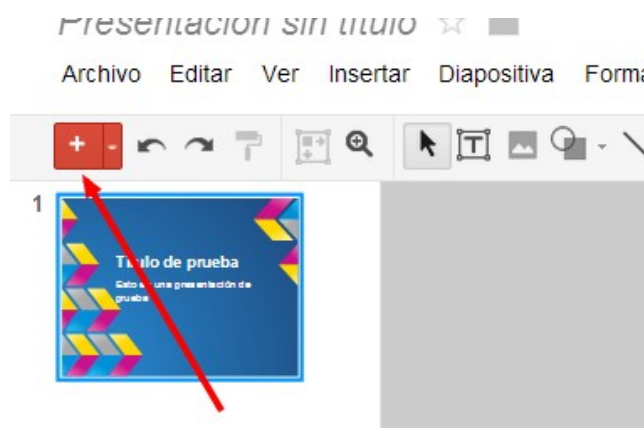 Presentación sin título
Archivo Editar Ver Insertar Diapositiva Forma
1
Título de prueba
Esto es una presentación de
prueba